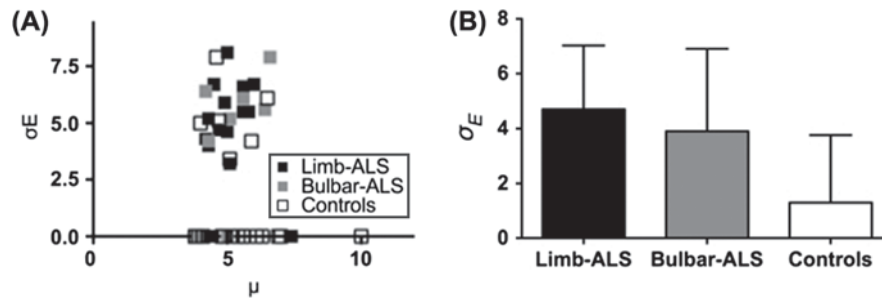 (A)
σE
7.5
5.0
2.5
0.0
0
5
10
μ
Limb-ALS
Bulbar-ALS
Controls
(B)
σE
8
6
4
2
0
Limb-ALS
Bulbar-ALS
Controls